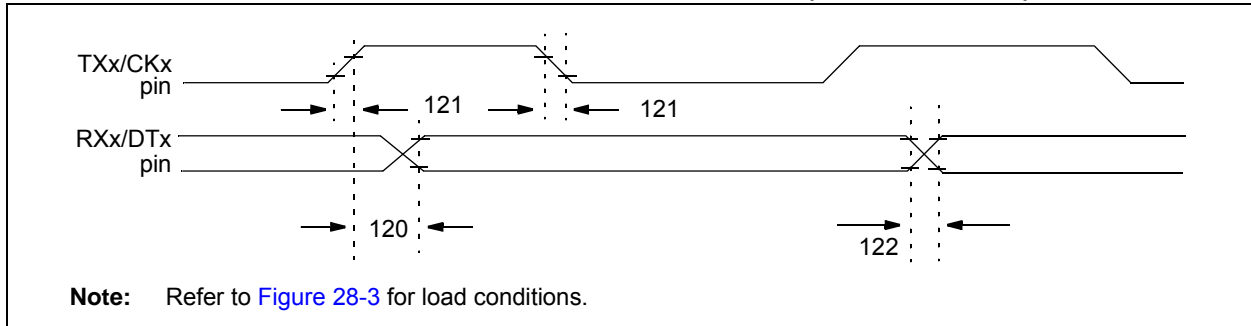 TXx/CKx
pin
121
121
RXx/DTx
pin
120
122
Note: Refer to Figure 28-3 for load conditions.